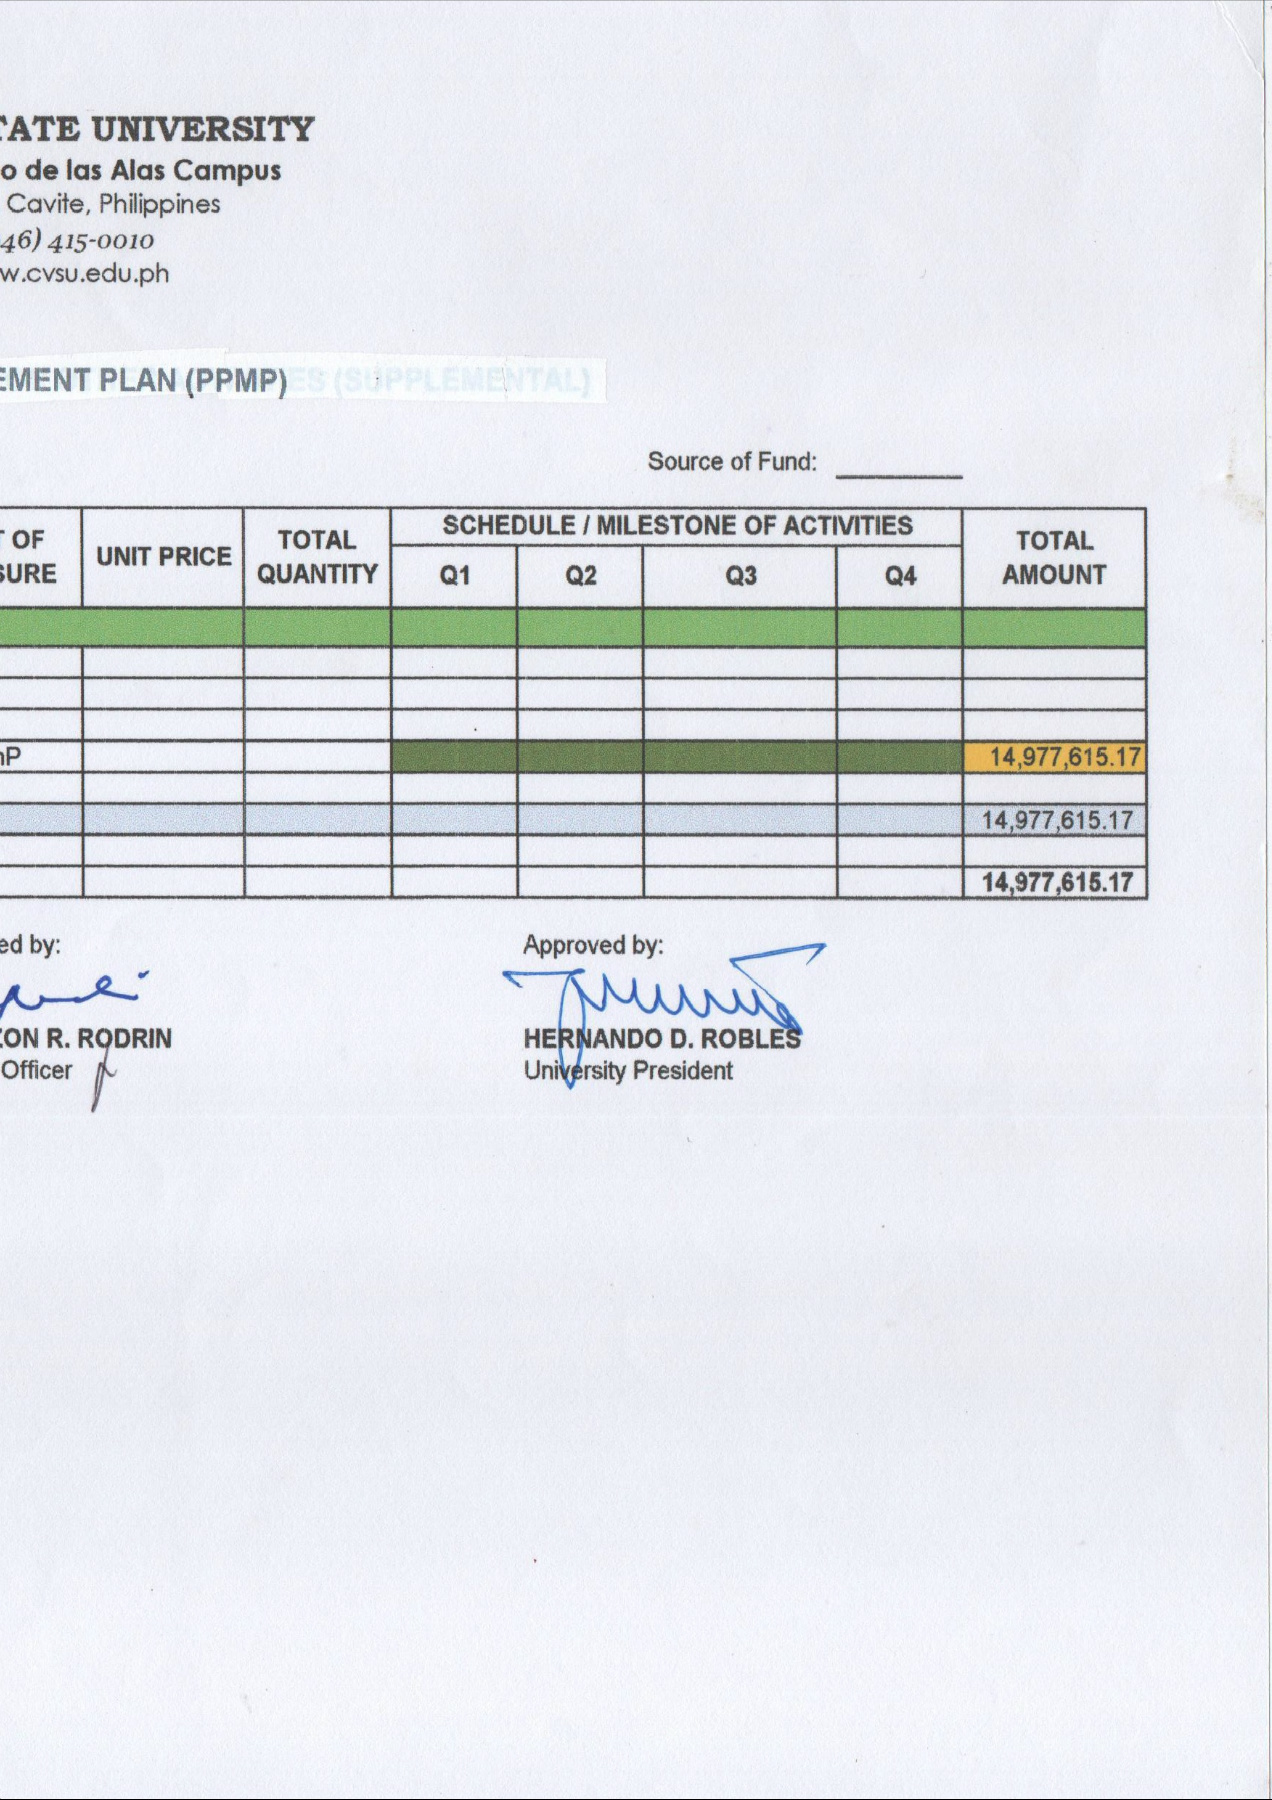 TATE UNIVERSITY
o de las Alas Campus
Cavite, Philippines
46) 415-0010
w.cvsu.edu.ph
EMENT PLAN (PPMP) ES (SUPPLEMENTAL)
Source of Fund:
T OF
SURE
UNIT PRICE
TOTAL
QUANTITY
SCHEDULE / MILESTONE OF ACTIVITIES
Q1 Q2 Q3 Q4
TOTAL
AMOUNT
hP 14,977,615.17
14,977,615.17
14,977,615.17
ed by: Approved by:
ZON R. RODRIN HERNANDO D. ROBLES
Officer University President